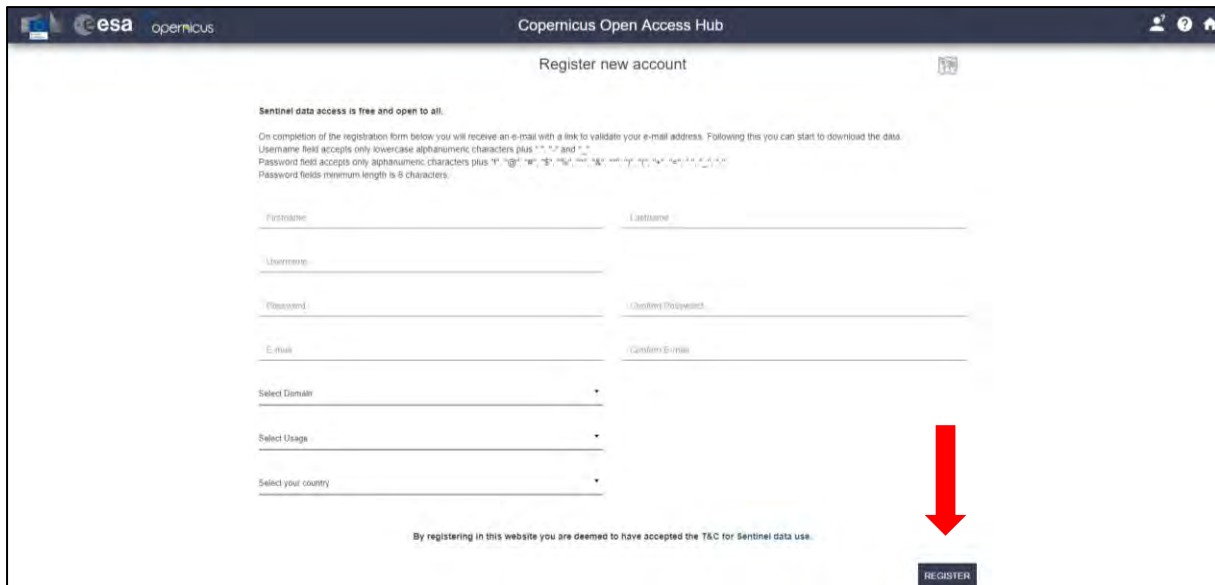 esa opernicus Copernicus Open Access Hub
Register new account
Sentinel data access is free and open to all.
On completion of the registration form below you will receive an e-mail with a link to validate your e-mail address. Following this you can start to download the data.
Username field accepts only lowercase alphanumeric characters plus ".", "-" and "_"
Password field accepts only alphanumeric characters plus
Password fields minimum length is 8 characters.
Firstname Lastname
Username
Password Confirm Password
E-mail Confirm E-mail
Select Domain
Select Usage
Select your country
By registering in this website you are deemed to have accepted the T&C for Sentinel data use.
REGISTER